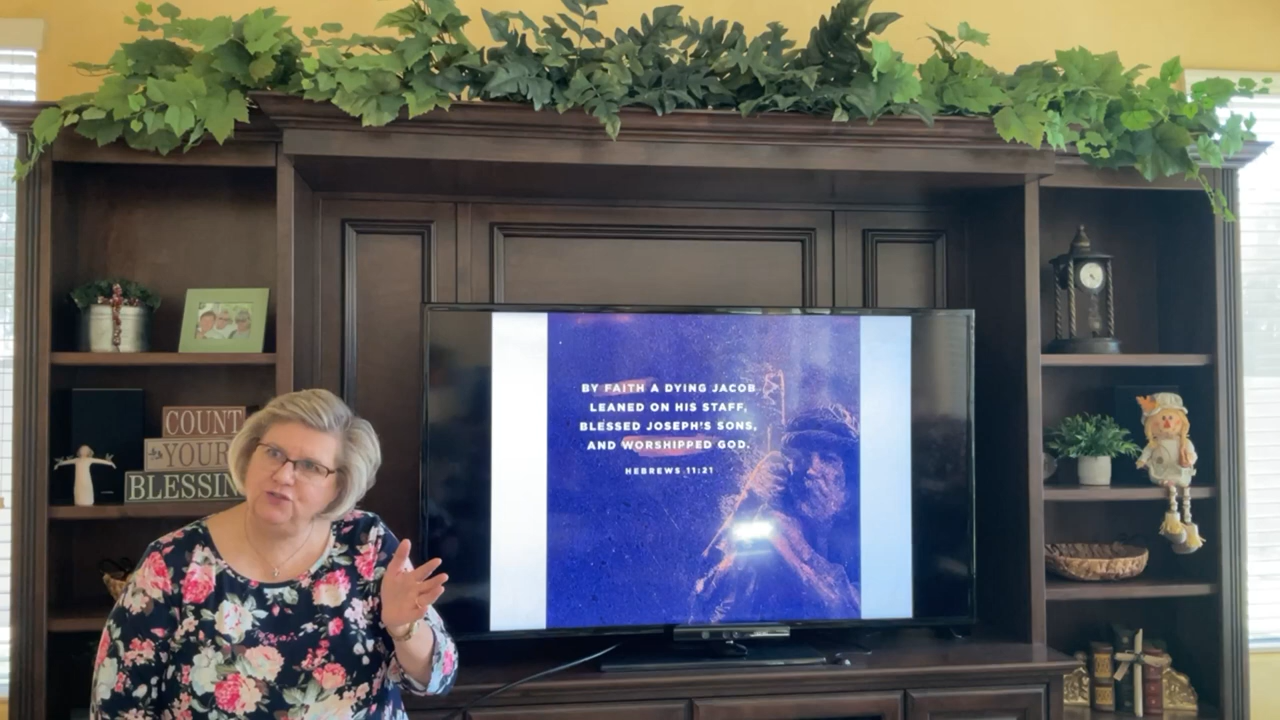 COUNT
YOUR
BLESSIN
BY FAITH A DYING JACOB
LEANED ON HIS STAFF,
BLESSED JOSEPH'S SONS,
AND WORSHIPPED GOD.
HEBREWS 11:21